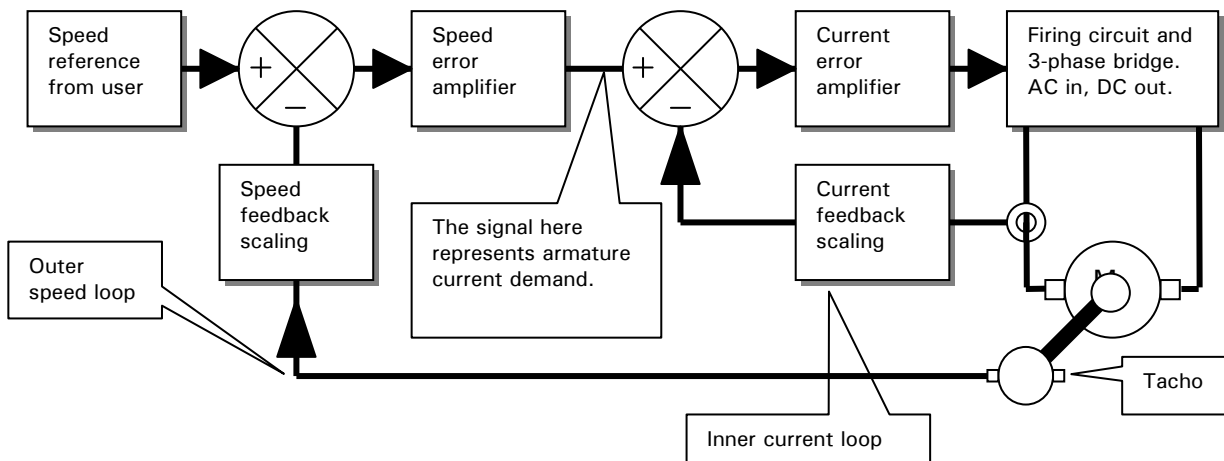 Speed
reference
from user
+
−
Speed
error
amplifier
+
−
Current
error
amplifier
Firing circuit and
3-phase bridge.
AC in, DC out.
Speed
feedback
scaling
The signal here
represents armature
current demand.
Current
feedback
scaling
Outer
speed loop
Tacho
Inner current loop